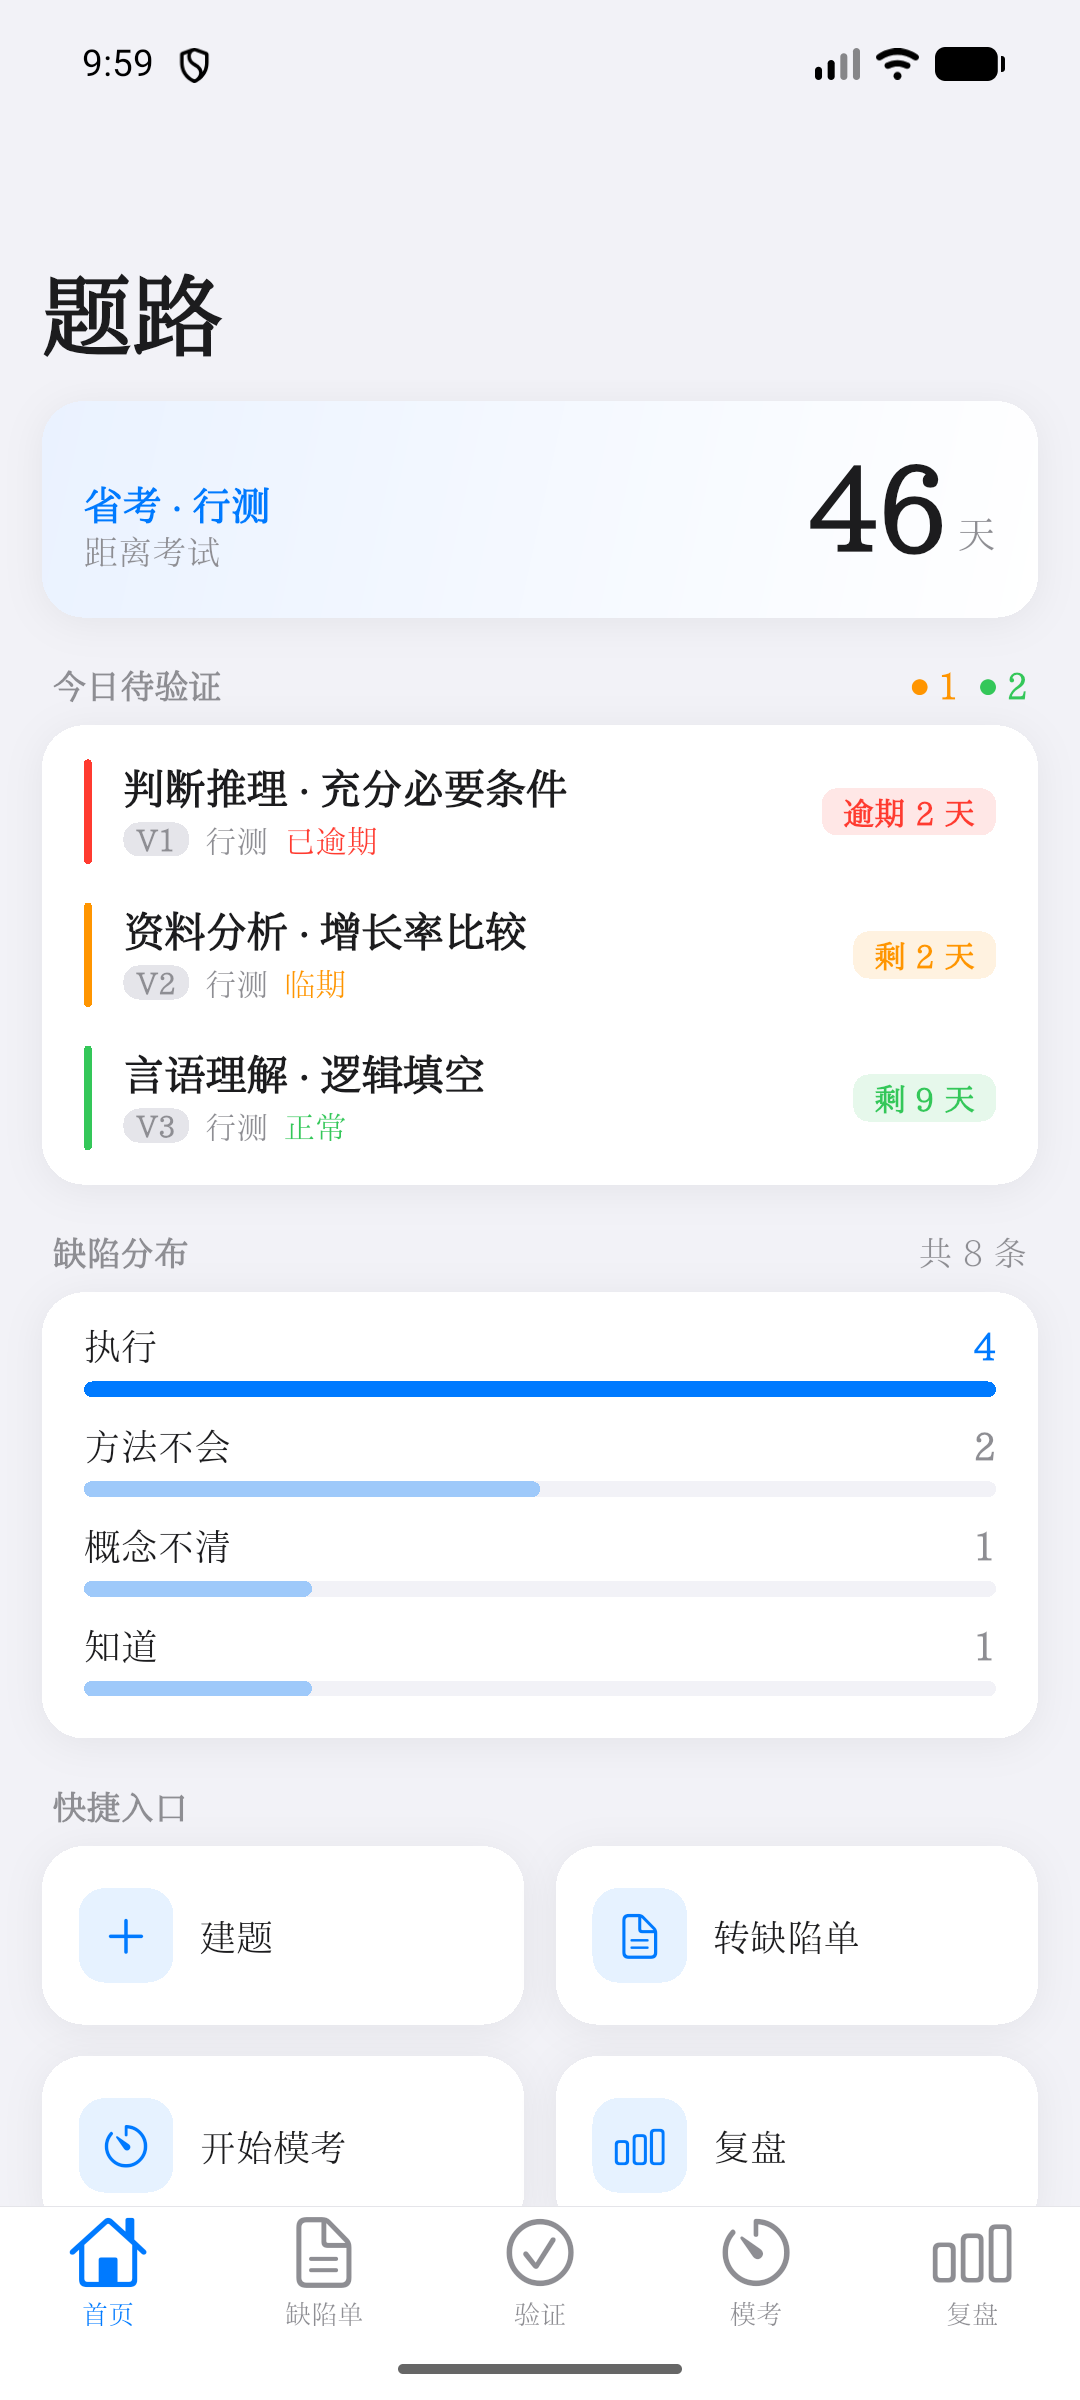 9:59
题路
省考 · 行测
距离考试
46 天
今日待验证
1 2
判断推理 · 充分必要条件
V1 行测 已逾期
逾期 2 天
资料分析 · 增长率比较
V2 行测 临期
剩 2 天
言语理解 · 逻辑填空
V3 行测 正常
剩 9 天
缺陷分布
共 8 条
执行 4
方法不会 2
概念不清 1
知道 1
快捷入口
建题
转缺陷单
开始模考
复盘
首页 缺陷单 验证 模考 复盘